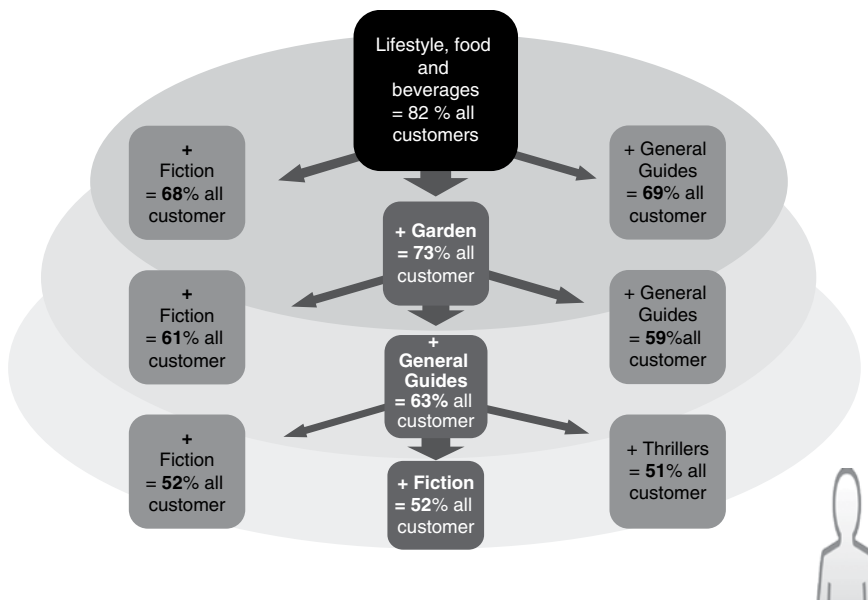 Lifestyle, food
and
beverages
= 82 % all
customers
+
Fiction
= 68% all
customer
+ General
Guides
= 69% all
customer
+ Garden
= 73% all
customer
+
Fiction
= 61% all
customer
+ General
Guides
= 59%all
customer
+
General
Guides
= 63% all
customer
+
Fiction
= 52% all
customer
+ Fiction
= 52% all
customer
+ Thrillers
= 51% all
customer